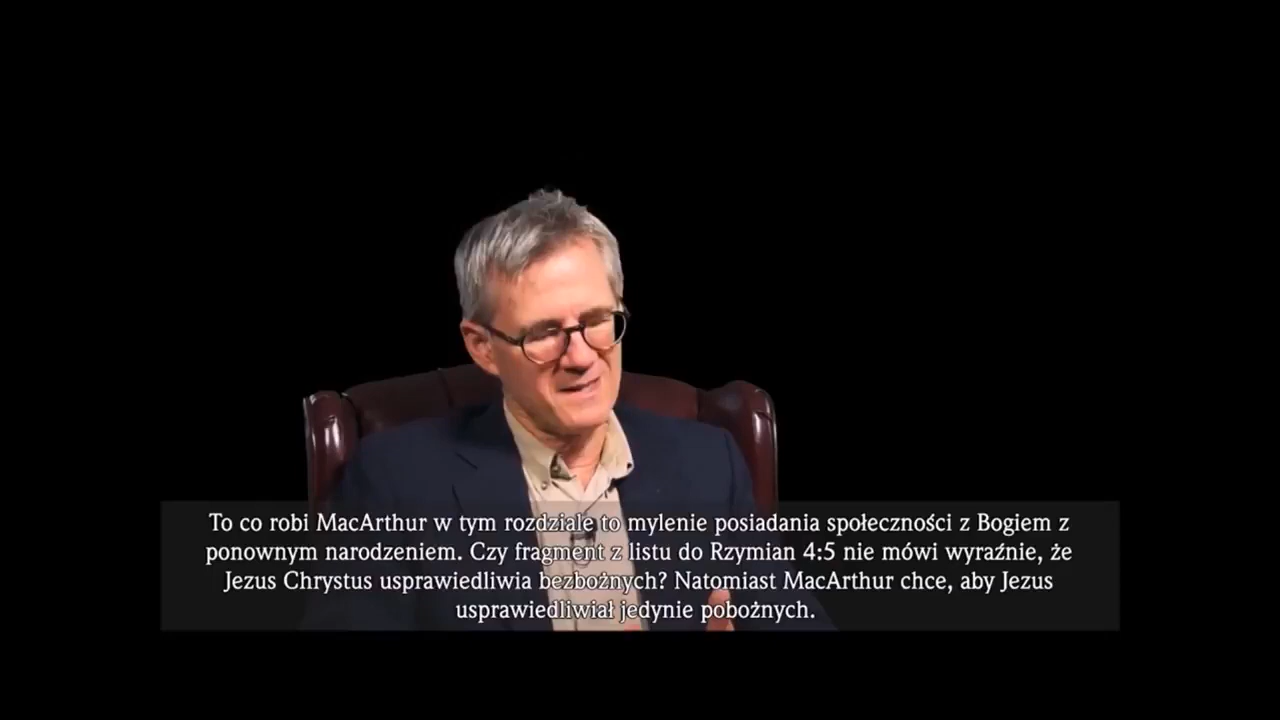 To co robi MacArthur w tym rozdziale to mylenie posiadania społeczności z Bogiem z
ponownym narodzeniem. Czy fragment z listu do Rzymian 4:5 nie mówi wyraźnie, że
Jezus Chrystus usprawiedliwia bezbożnych? Natomiast MacArthur chce, aby Jezus
usprawiedliwiał jedynie pobożnych.